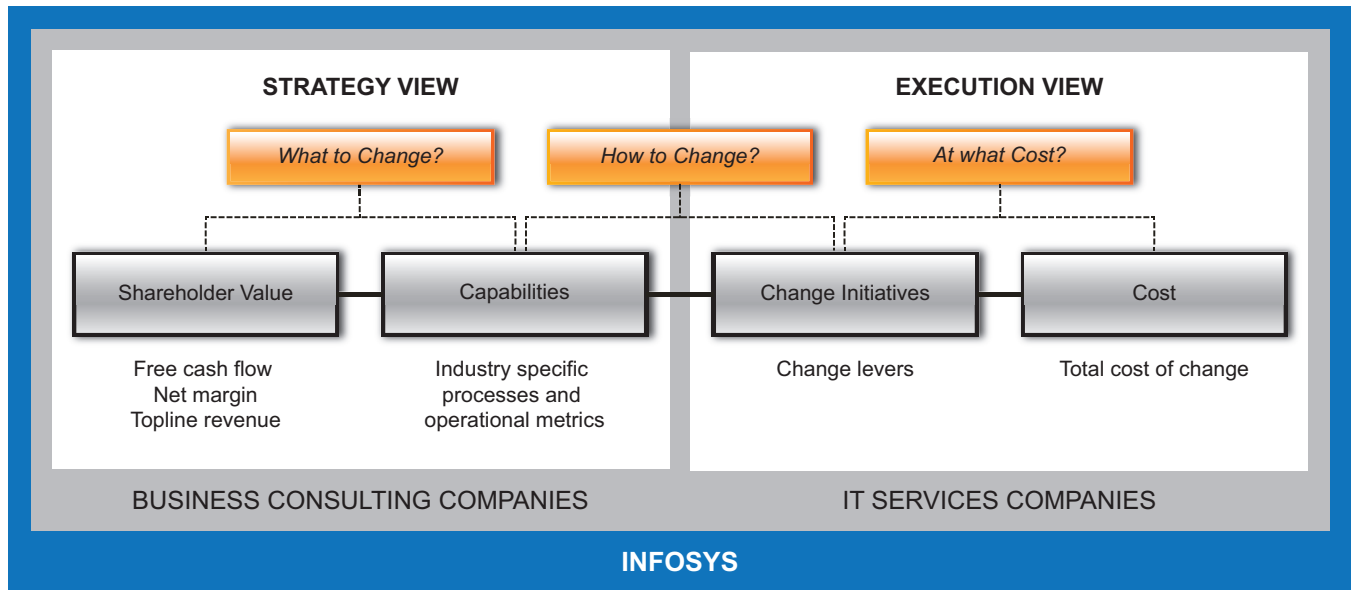 STRATEGY VIEW
EXECUTION VIEW
What to Change?
How to Change?
At what Cost?
Shareholder Value
Capabilities
Change Initiatives
Cost
Free cash flow
Net margin
Topline revenue
Industry specific
processes and
operational metrics
Change levers
Total cost of change
BUSINESS CONSULTING COMPANIES
IT SERVICES COMPANIES
INFOSYS